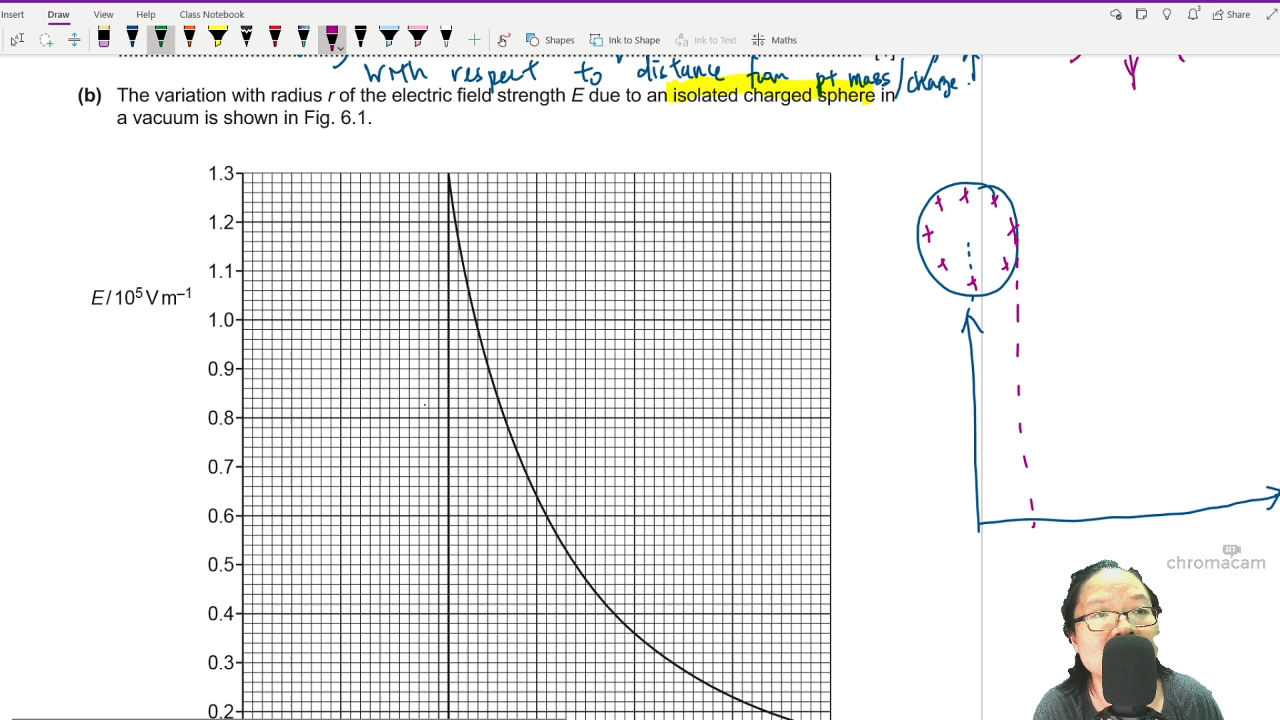 Insert Draw View Help Class Notebook Share
Shapes Ink to Shape Ink to Text Maths
with respect to distance from pt mass/charge.
(b) The variation with radius r of the electric field strength E due to an isolated charged sphere in
a vacuum is shown in Fig. 6.1.
1.3
1.2
1.1
E / 10⁵ V m⁻¹
1.0
0.9
0.8
0.7
0.6
0.5
0.4
0.3
0.2
chromacam